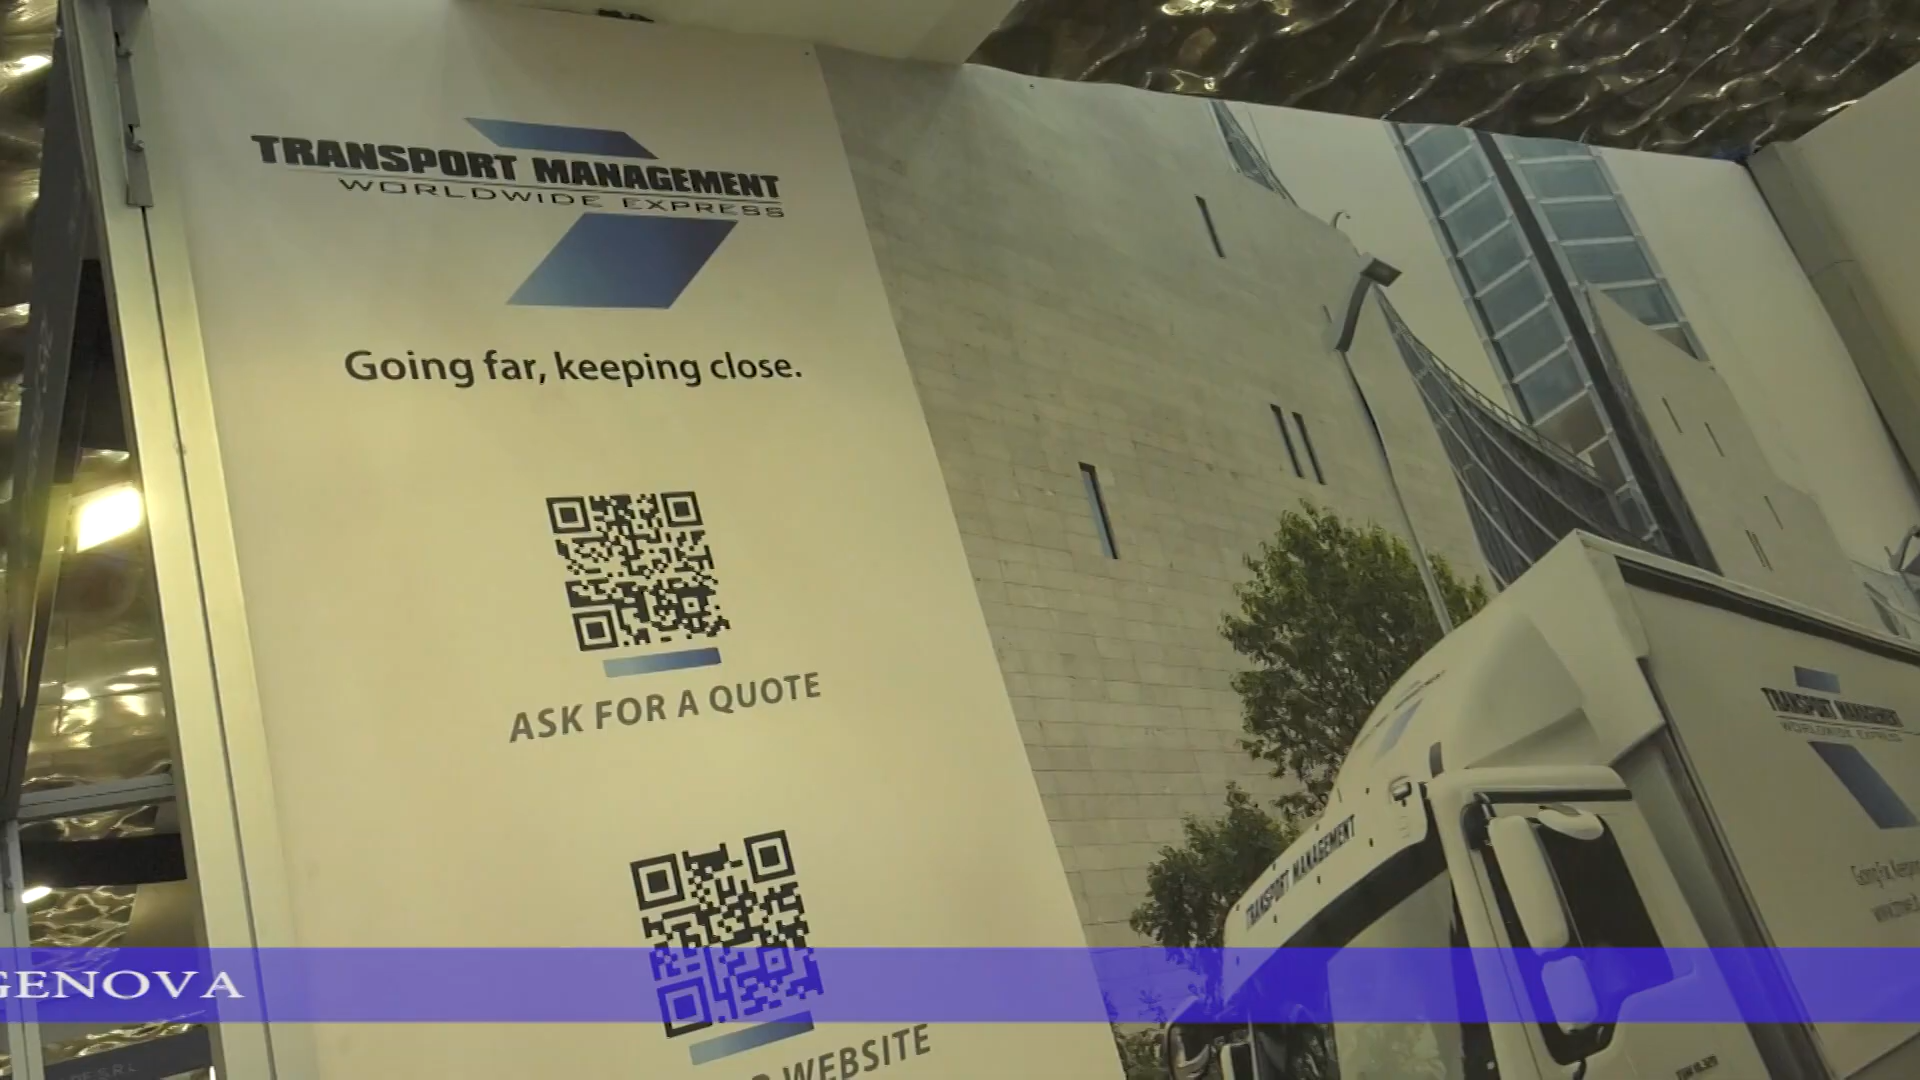 TRANSPORT MANAGEMENT
WORLDWIDE EXPRESS
Going far, keeping close.
ASK FOR A QUOTE
WEBSITE
TRANSPORT MANAGEMENT
TRANSPORT MANAGEMENT
WORLDWIDE EXPRESS
GENOVA